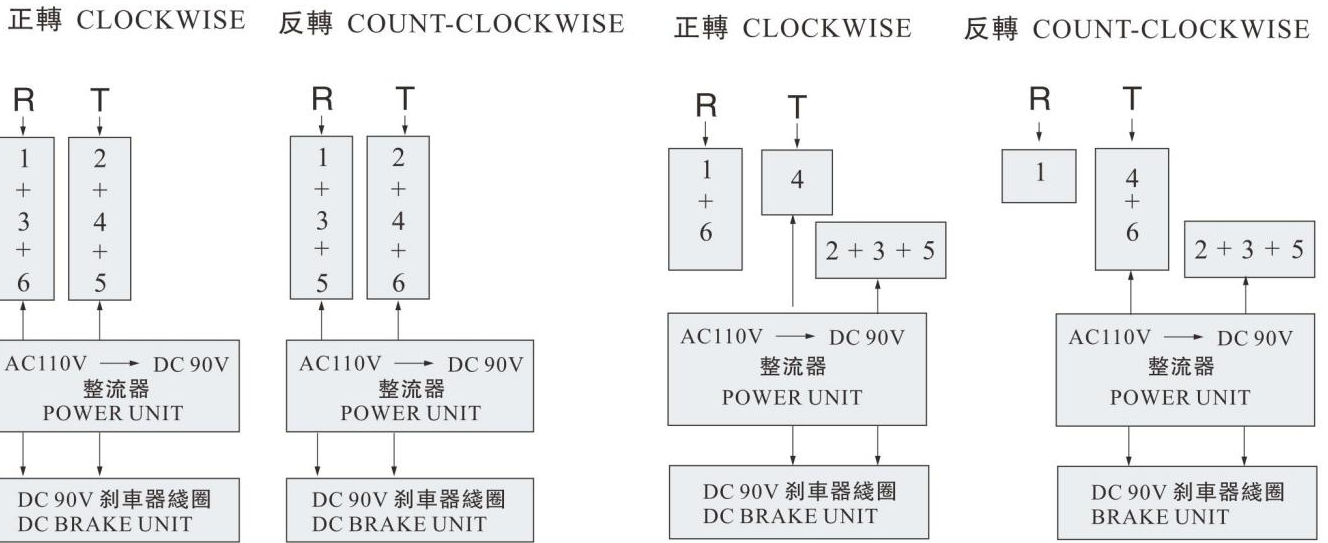 正轉 CLOCKWISE
R
T
1
+
3
+
6
2
+
4
+
5
AC110V → DC 90V
整流器
POWER UNIT
DC 90V 刹車器綫圈
DC BRAKE UNIT
反轉 COUNT-CLOCKWISE
R
T
1
+
3
+
5
2
+
4
+
6
AC110V → DC 90V
整流器
POWER UNIT
DC 90V 刹車器綫圈
DC BRAKE UNIT
正轉 CLOCKWISE
R
T
1
+
6
4
2 + 3 + 5
AC110V → DC 90V
整流器
POWER UNIT
DC 90V 刹車器綫圈
DC BRAKE UNIT
反轉 COUNT-CLOCKWISE
R
T
1
4
+
6
2 + 3 + 5
AC110V → DC 90V
整流器
POWER UNIT
DC 90V 刹車器綫圈
BRAKE UNIT